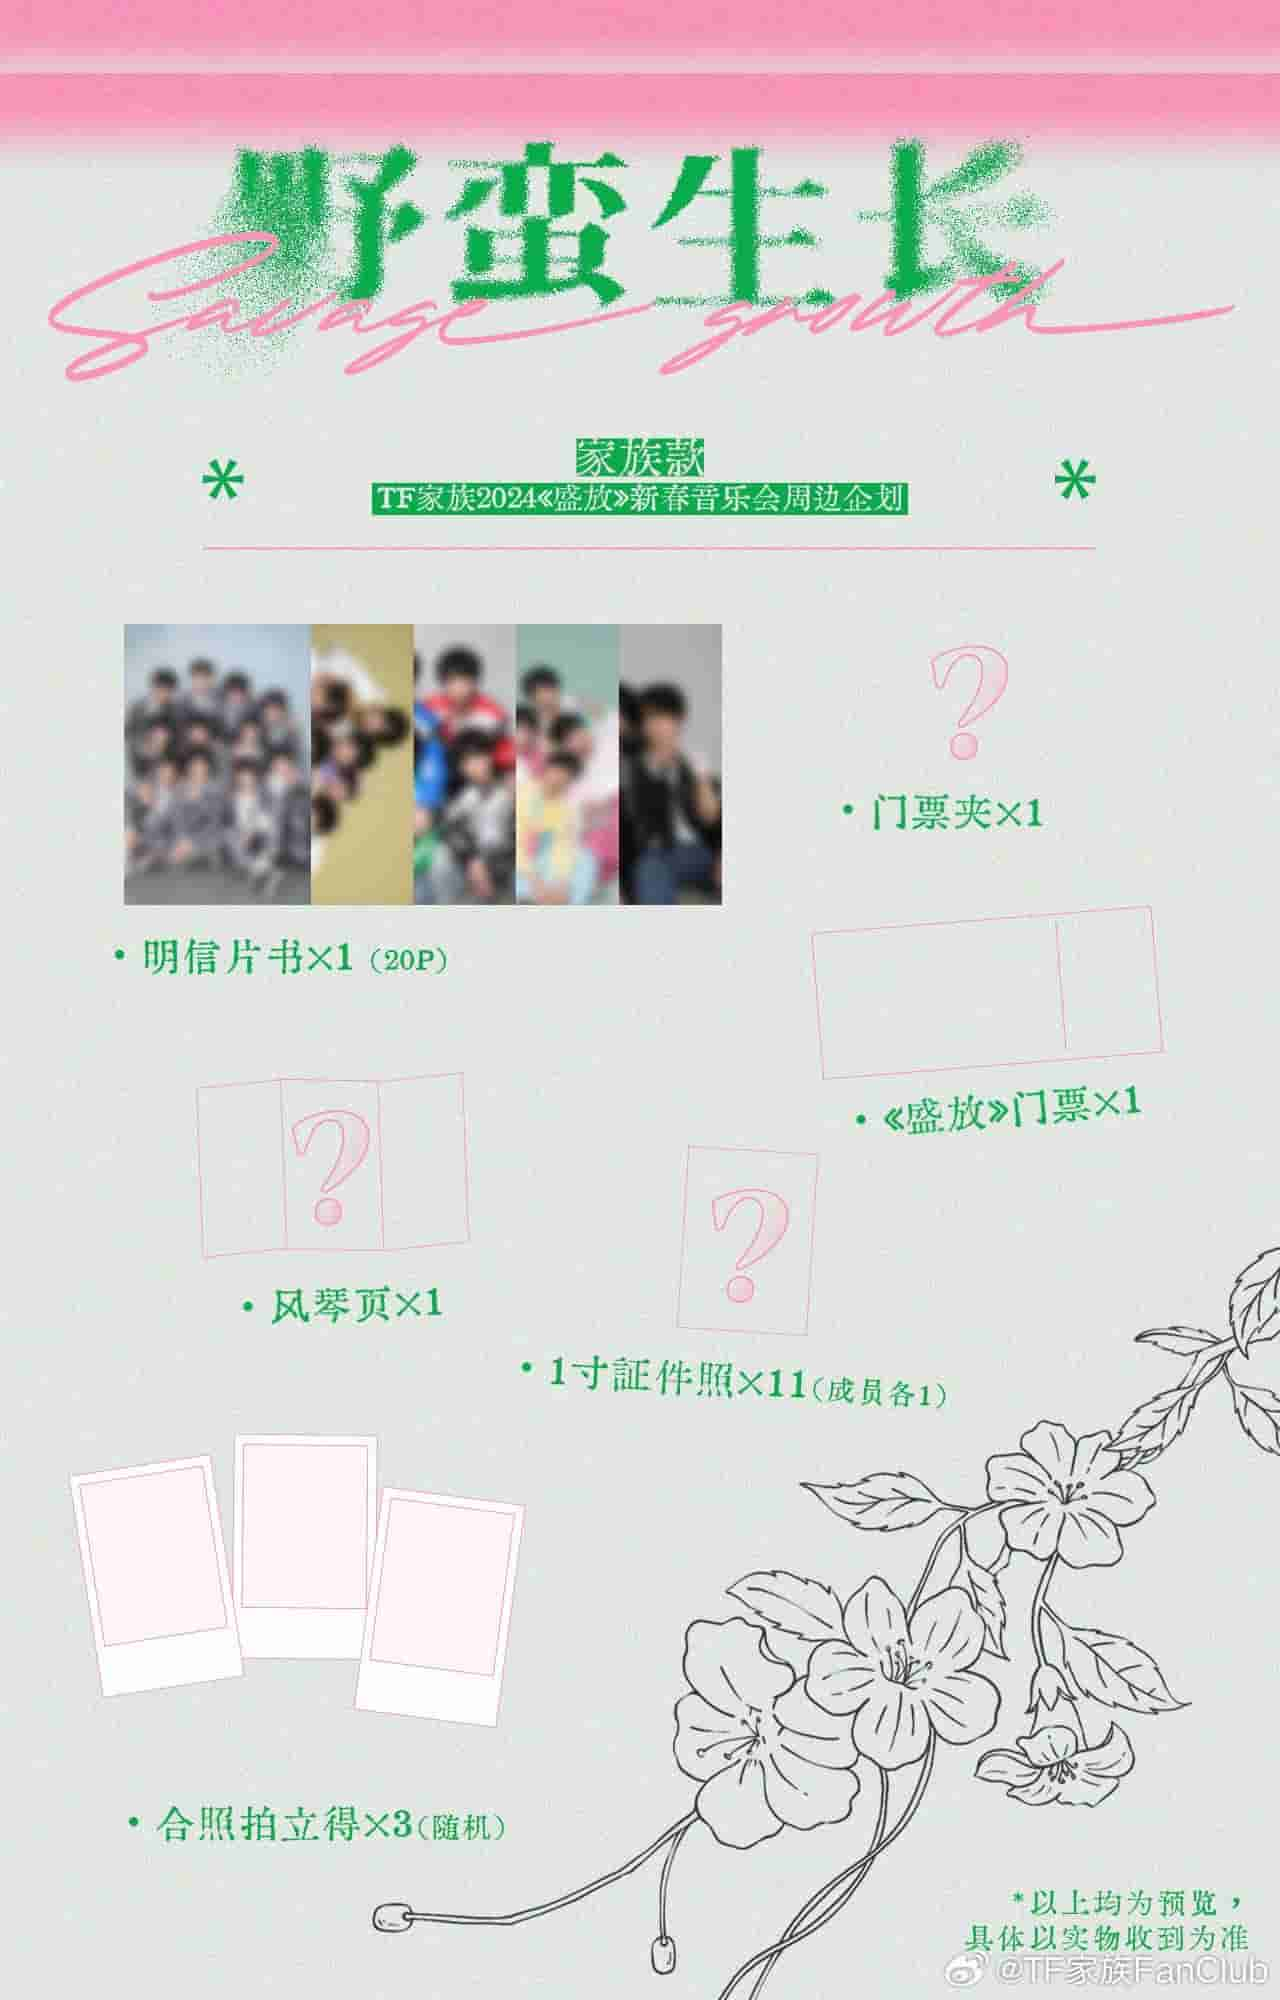 野蛮生长
Savage growth
家族款
TF家族2024《盛放》新春音乐会周边企划
?
• 门票夹×1
• 明信片书×1（20P）
• 《盛放》门票×1
?
• 风琴页×1
?
• 1寸証件照×11（成员各1）
• 合照拍立得×3（随机）
*以上均为预览，
具体以实物收到为准
@TF家族FanClub